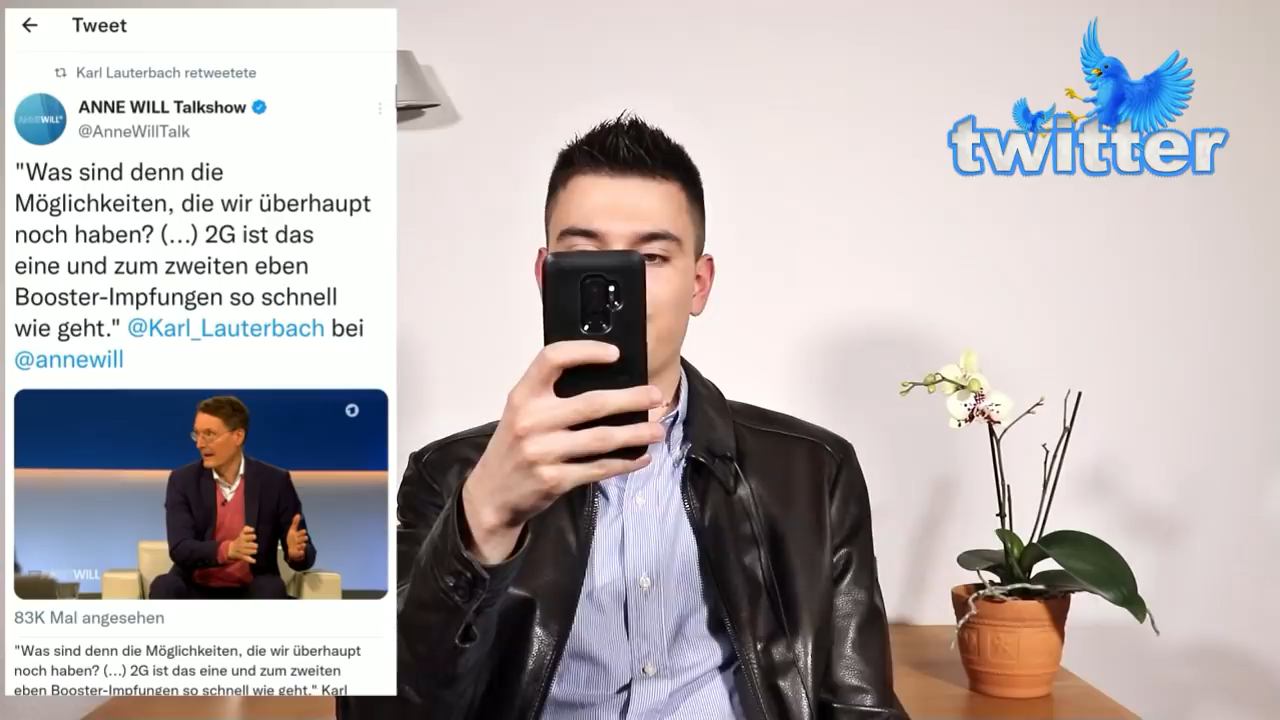 Tweet
Karl Lauterbach retweetete
ANNE WILL Talkshow
@AnneWillTalk
"Was sind denn die
Möglichkeiten, die wir überhaupt
noch haben? (...) 2G ist das
eine und zum zweiten eben
Booster-Impfungen so schnell
wie geht." @Karl_Lauterbach bei
@annewill
WILL
83K Mal angesehen
"Was sind denn die Möglichkeiten, die wir überhaupt
noch haben? (...) 2G ist das eine und zum zweiten
eben Booster-Impfungen so schnell wie geht." Karl
twitter